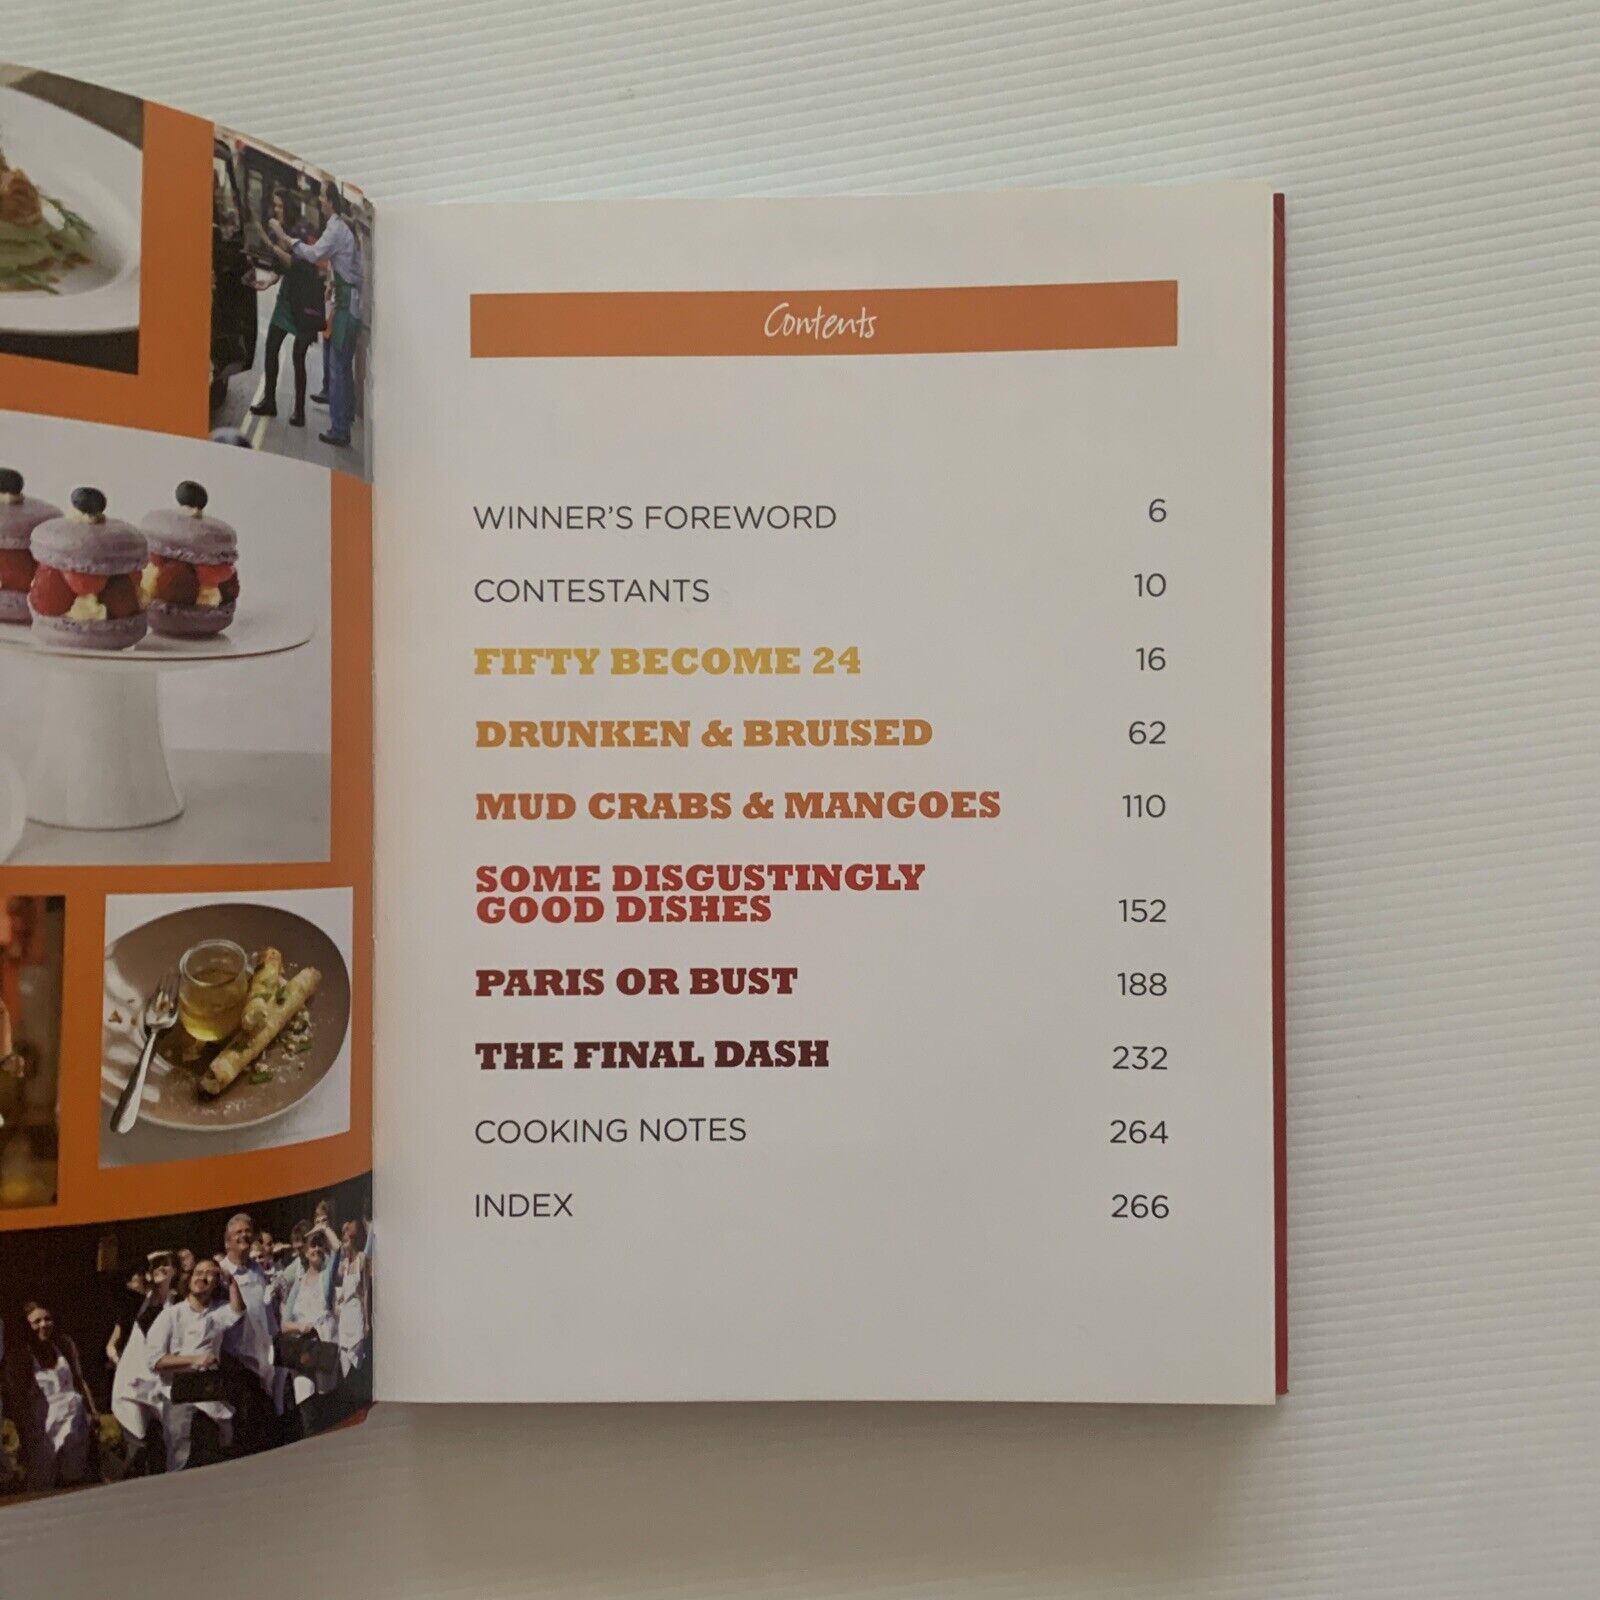 Contents
WINNER'S FOREWORD 6
CONTESTANTS 10
FIFTY BECOME 24 16
DRUNKEN & BRUISED 62
MUD CRABS & MANGOES 110
SOME DISGUSTINGLY
GOOD DISHES 152
PARIS OR BUST 188
THE FINAL DASH 232
COOKING NOTES 264
INDEX 266